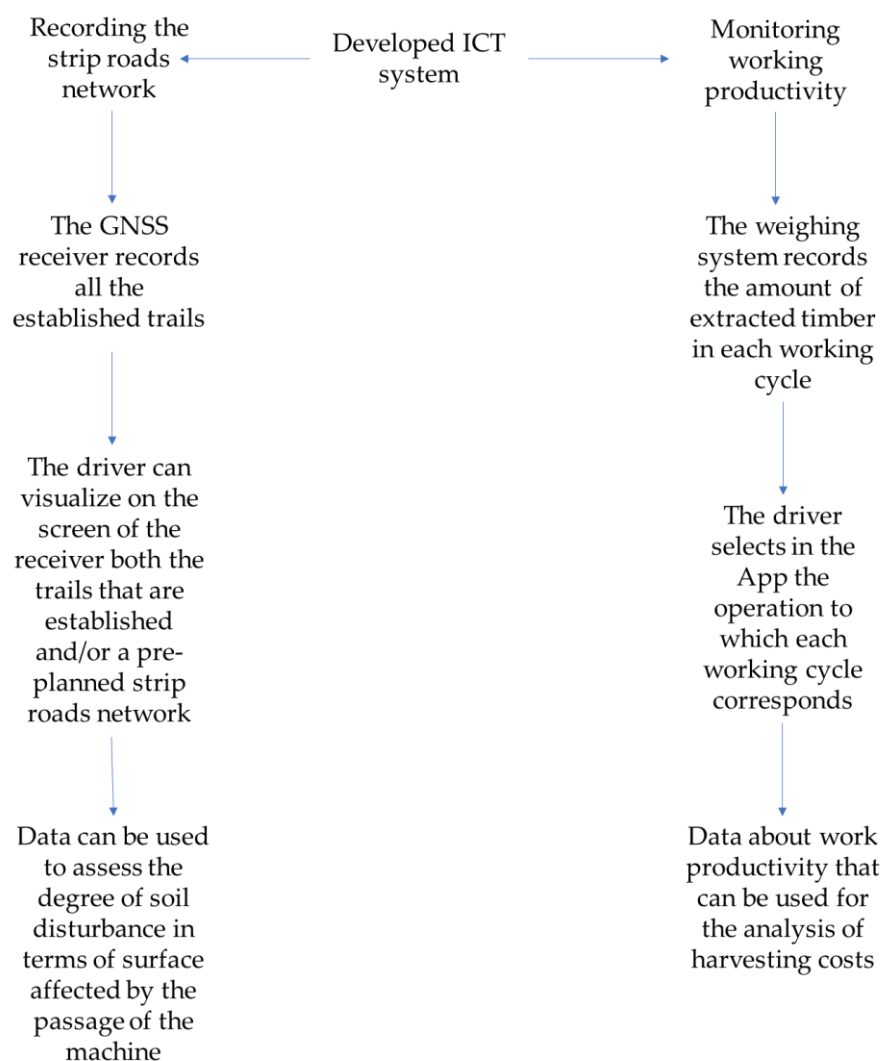 Recording the
strip roads
network
Developed ICT
system
Monitoring
working
productivity
The GNSS
receiver records
all the
established trails
The driver can
visualize on the
screen of the
receiver both the
trails that are
established
and/or a pre-
planned strip
roads network
Data can be used
to assess the
degree of soil
disturbance in
terms of surface
affected by the
passage of the
machine
The weighing
system records
the amount of
extracted timber
in each working
cycle
The driver
selects in the
App the
operation to
which each
working cycle
corresponds
Data about work
productivity that
can be used for
the analysis of
harvesting costs